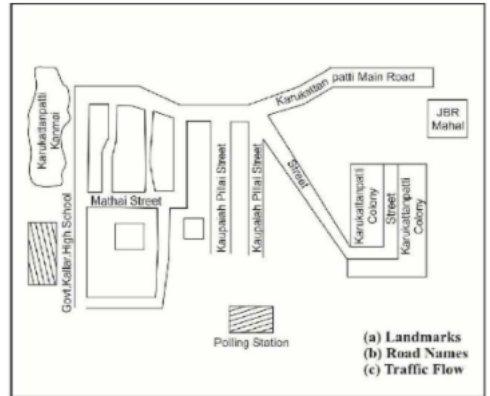 Karukattan patti Main Road
Karukattanpatti
Kanmai
JBR
Mahal
Mathai Street
Kaupaiah Pillai Street
Kaupaiah Pillai Street
Street
Karukattanpatti
Colony
Street
Karukattanpatti
Colony
Govt.Kallar.High School
Polling Station
(a) Landmarks
(b) Road Names
(c) Traffic Flow